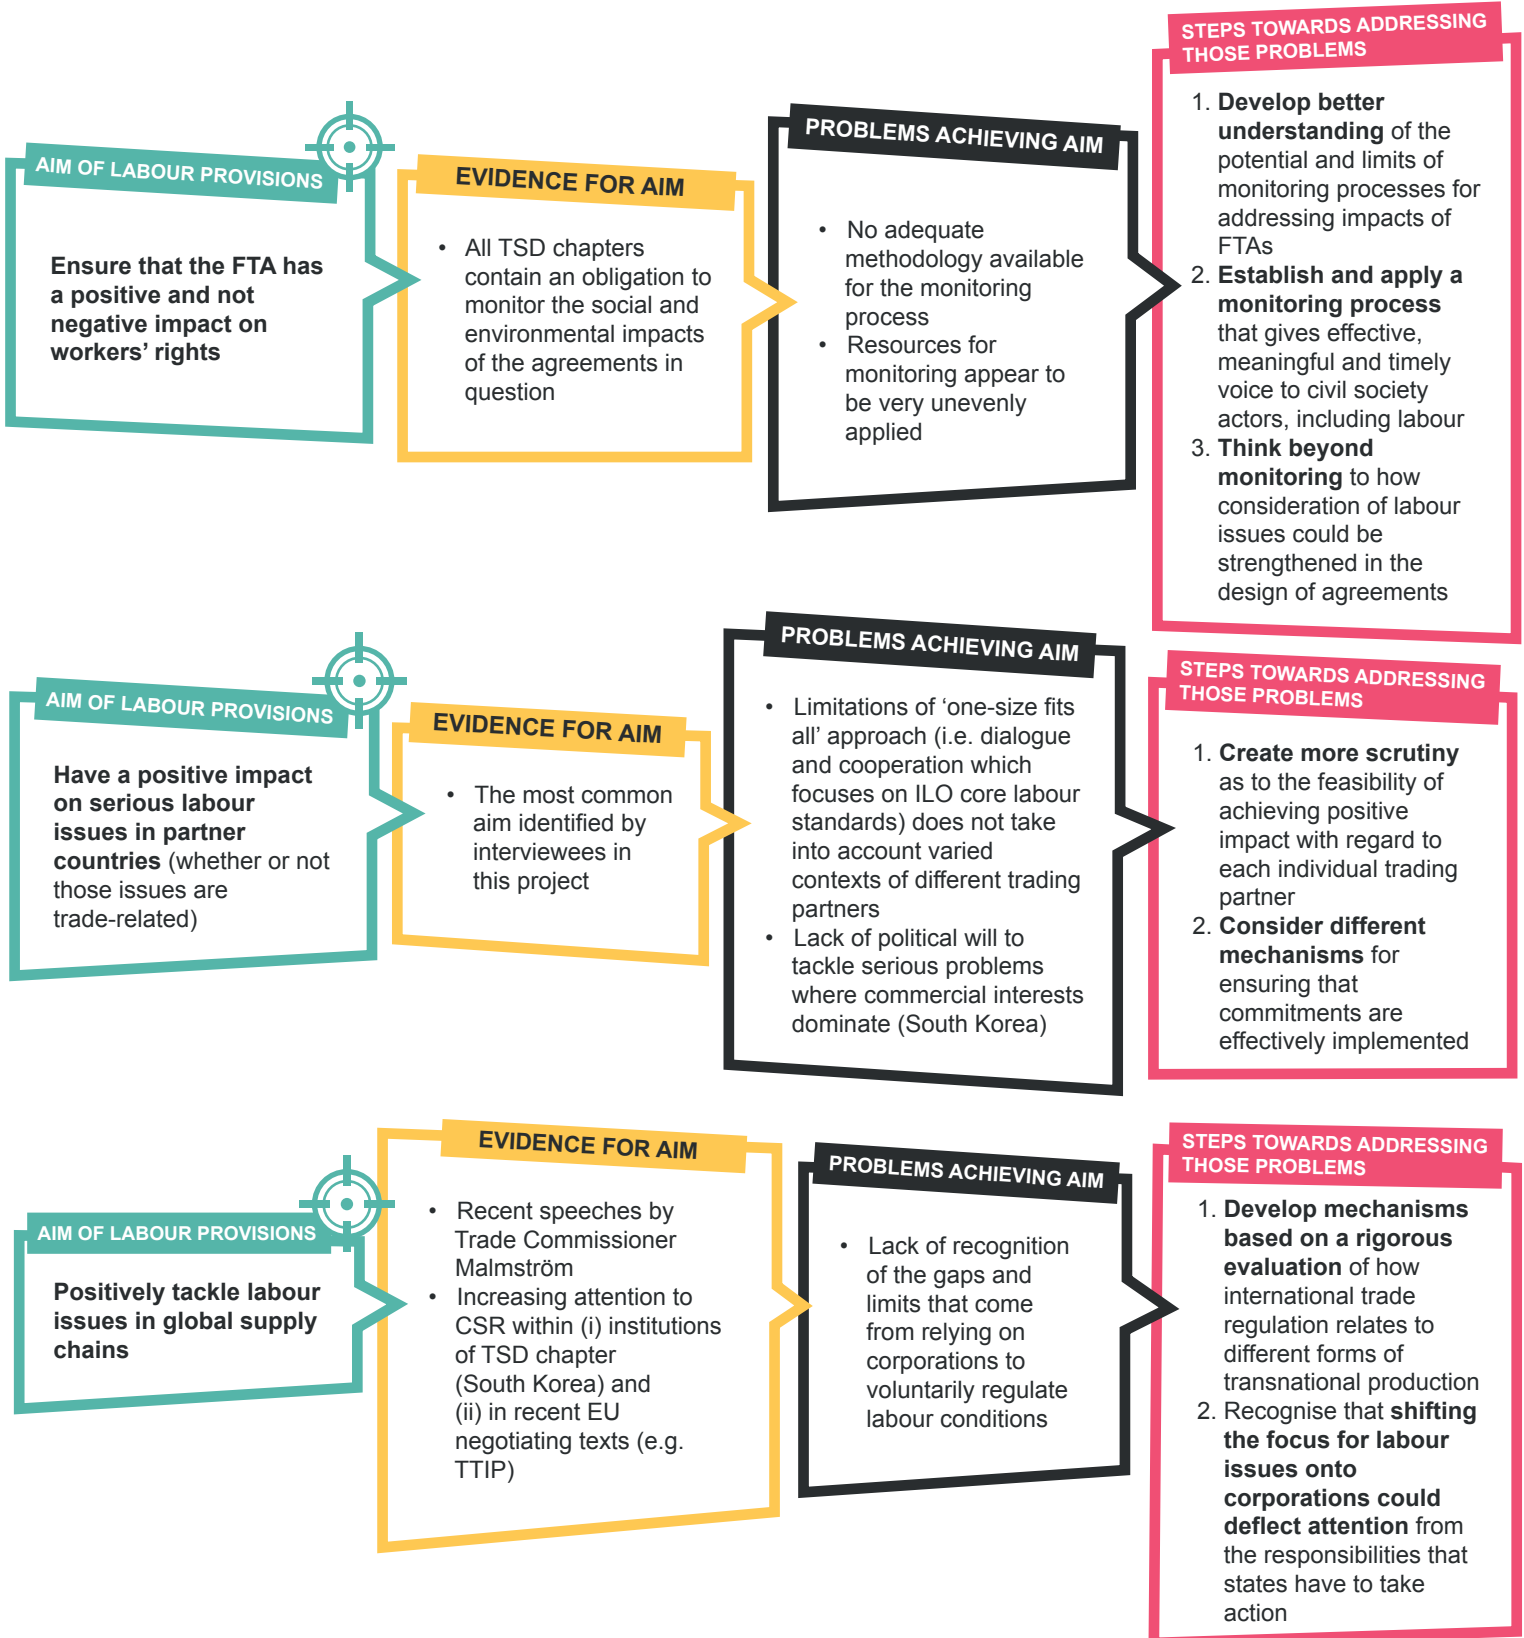 AIM OF LABOUR PROVISIONS
Ensure that the FTA has
a positive and not
negative impact on
workers' rights
EVIDENCE FOR AIM
• All TSD chapters
contain an obligation to
monitor the social and
environmental impacts
of the agreements in
question
PROBLEMS ACHIEVING AIM
• No adequate
methodology available
for the monitoring
process
• Resources for
monitoring appear to
be very unevenly
applied
STEPS TOWARDS ADDRESSING
THOSE PROBLEMS
1. Develop better
understanding of the
potential and limits of
monitoring processes for
addressing impacts of
FTAs
2. Establish and apply a
monitoring process
that gives effective,
meaningful and timely
voice to civil society
actors, including labour
3. Think beyond
monitoring to how
consideration of labour
issues could be
strengthened in the
design of agreements
AIM OF LABOUR PROVISIONS
Have a positive impact
on serious labour
issues in partner
countries (whether or not
those issues are
trade-related)
EVIDENCE FOR AIM
• The most common
aim identified by
interviewees in
this project
PROBLEMS ACHIEVING AIM
• Limitations of ‘one-size fits
all’ approach (i.e. dialogue
and cooperation which
focuses on ILO core labour
standards) does not take
into account varied
contexts of different trading
partners
• Lack of political will to
tackle serious problems
where commercial interests
dominate (South Korea)
STEPS TOWARDS ADDRESSING
THOSE PROBLEMS
1. Create more scrutiny
as to the feasibility of
achieving positive
impact with regard to
each individual trading
partner
2. Consider different
mechanisms for
ensuring that
commitments are
effectively implemented
AIM OF LABOUR PROVISIONS
Positively tackle labour
issues in global supply
chains
EVIDENCE FOR AIM
• Recent speeches by
Trade Commissioner
Malmström
• Increasing attention to
CSR within (i) institutions
of TSD chapter
(South Korea) and
(ii) in recent EU
negotiating texts (e.g.
TTIP)
PROBLEMS ACHIEVING AIM
• Lack of recognition
of the gaps and
limits that come
from relying on
corporations to
voluntarily regulate
labour conditions
STEPS TOWARDS ADDRESSING
THOSE PROBLEMS
1. Develop mechanisms
based on a rigorous
evaluation of how
international trade
regulation relates to
different forms of
transnational production
2. Recognise that shifting
the focus for labour
issues onto
corporations could
deflect attention from
the responsibilities that
states have to take
action